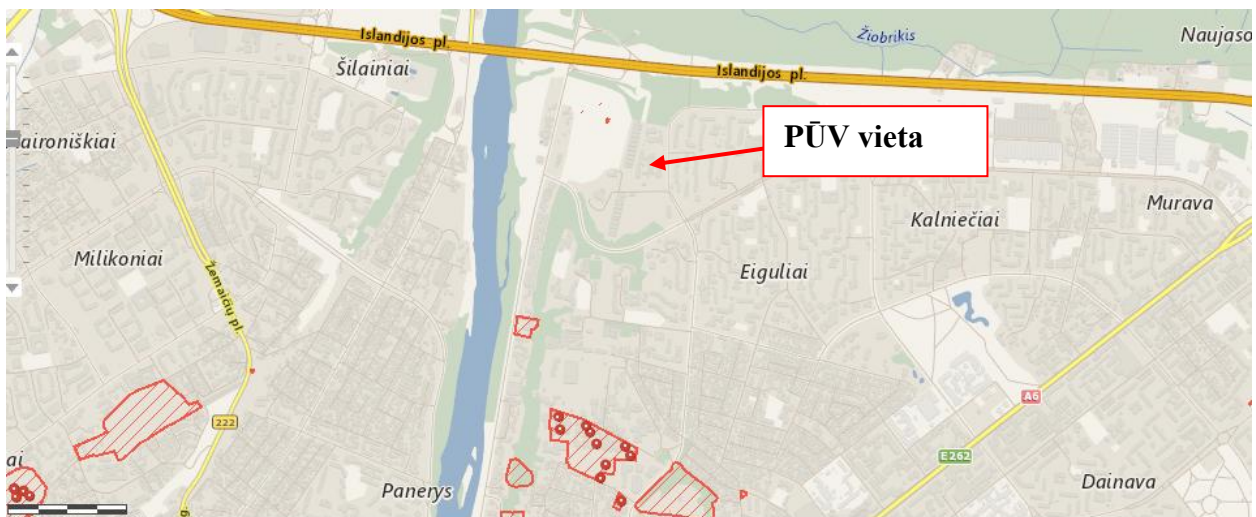 Islandijos pl.
Žiobrikis
Naujaso
Šilainiai
Islandijos pl.
PŪV vieta
aironiškiai
Murava
Kalniečiai
Milikoniai
Eiguliai
Žemaičių pl.
A6
222
E 262
ai
Panerys
Dainava
g.